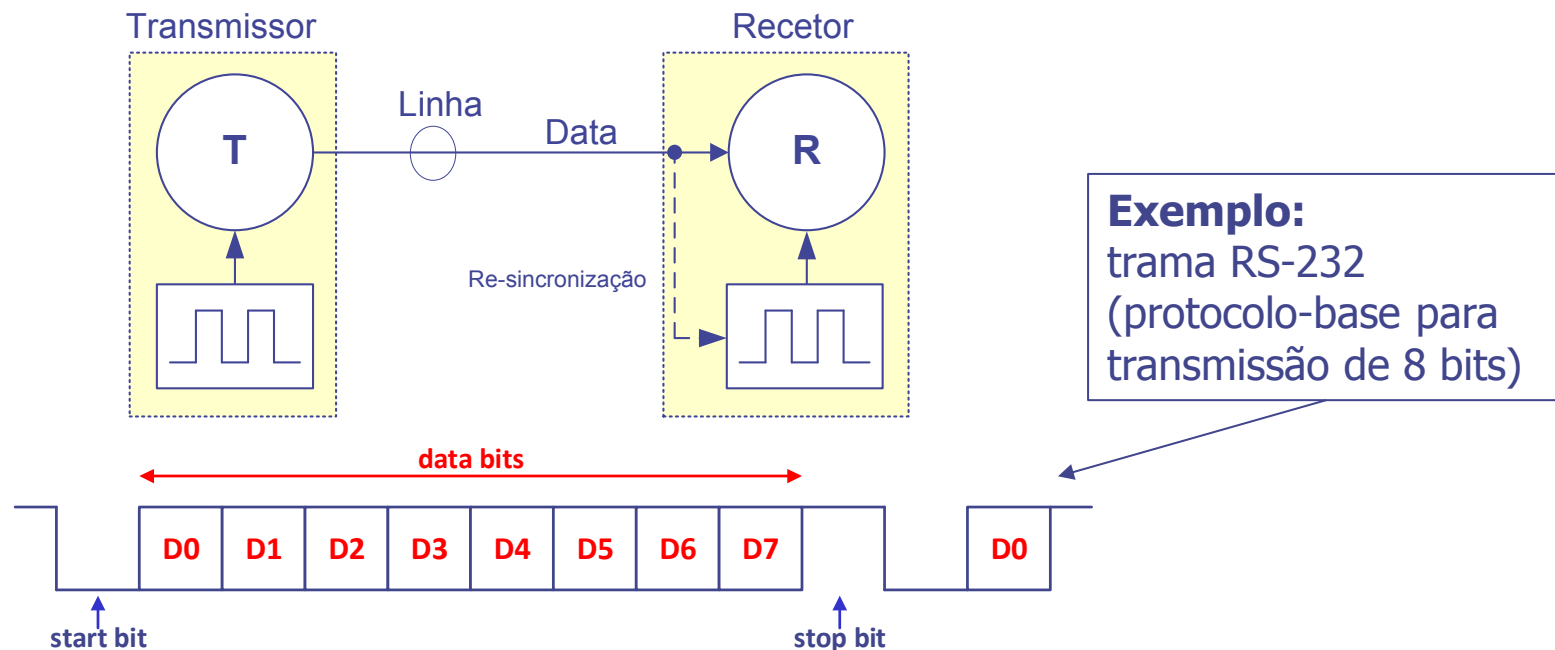 Transmissor
Recetor
Linha
Data
T
R
Re-sincronização
Exemplo:
trama RS-232
(protocolo-base para
transmissão de 8 bits)
data bits
D0 D1 D2 D3 D4 D5 D6 D7 D0
start bit
stop bit